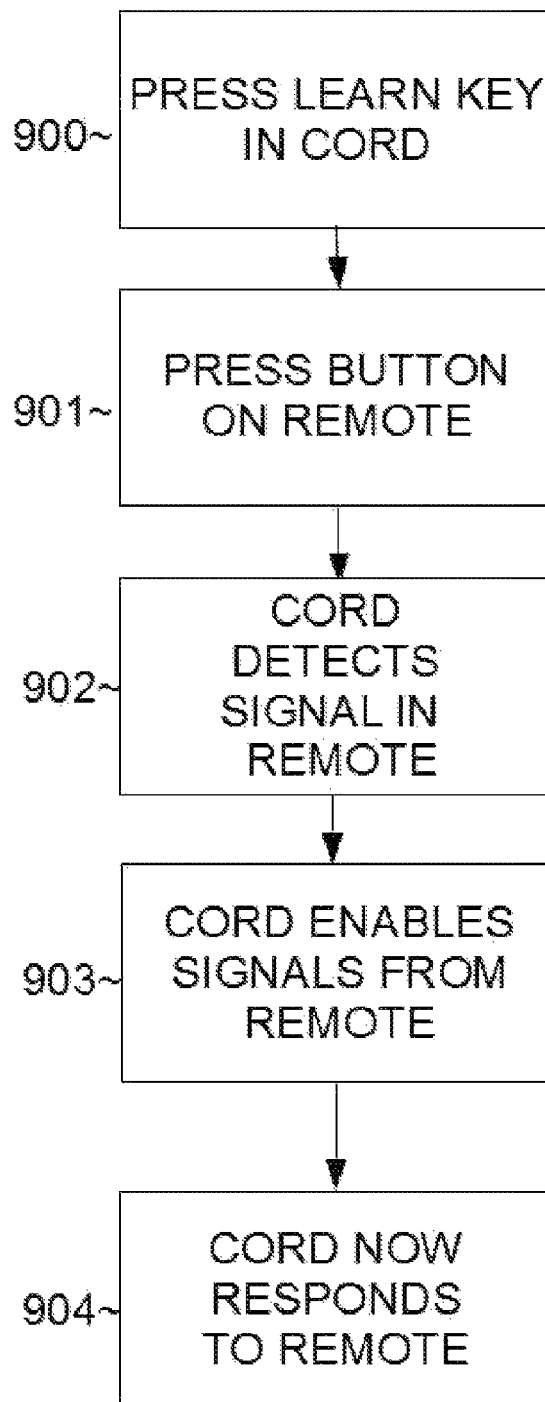 PRESS LEARN KEY
900~
IN CORD
PRESS BUTTON
901~
ON REMOTE
CORD
DETECTS
902~
SIGNAL IN
REMOTE
CORD ENABLES
903~
SIGNALS FROM
REMOTE
CORD NOW
904~
RESPONDS
TO REMOTE